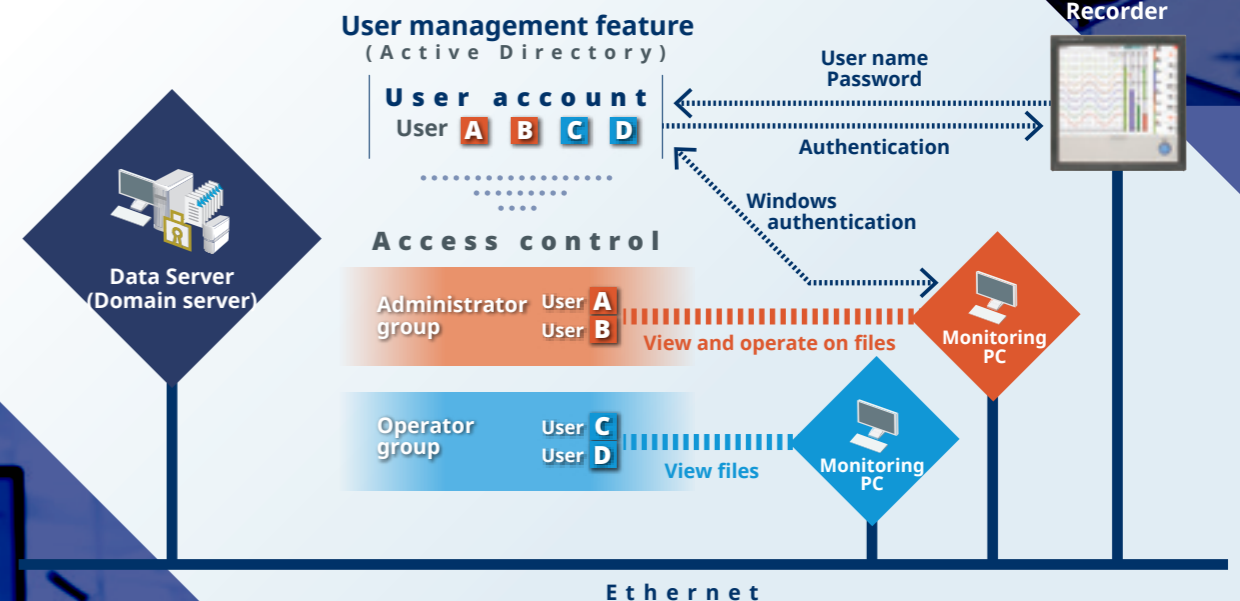 Recorder
User management feature
(Active Directory)
User account
User A B C D
User name
Password
Authentication
Windows
authentication
Data Server
(Domain server)
Access control
Administrator
group
User A
User B
View and operate on files
Monitoring
PC
Operator
group
User C
User D
View files
Monitoring
PC
Ethernet